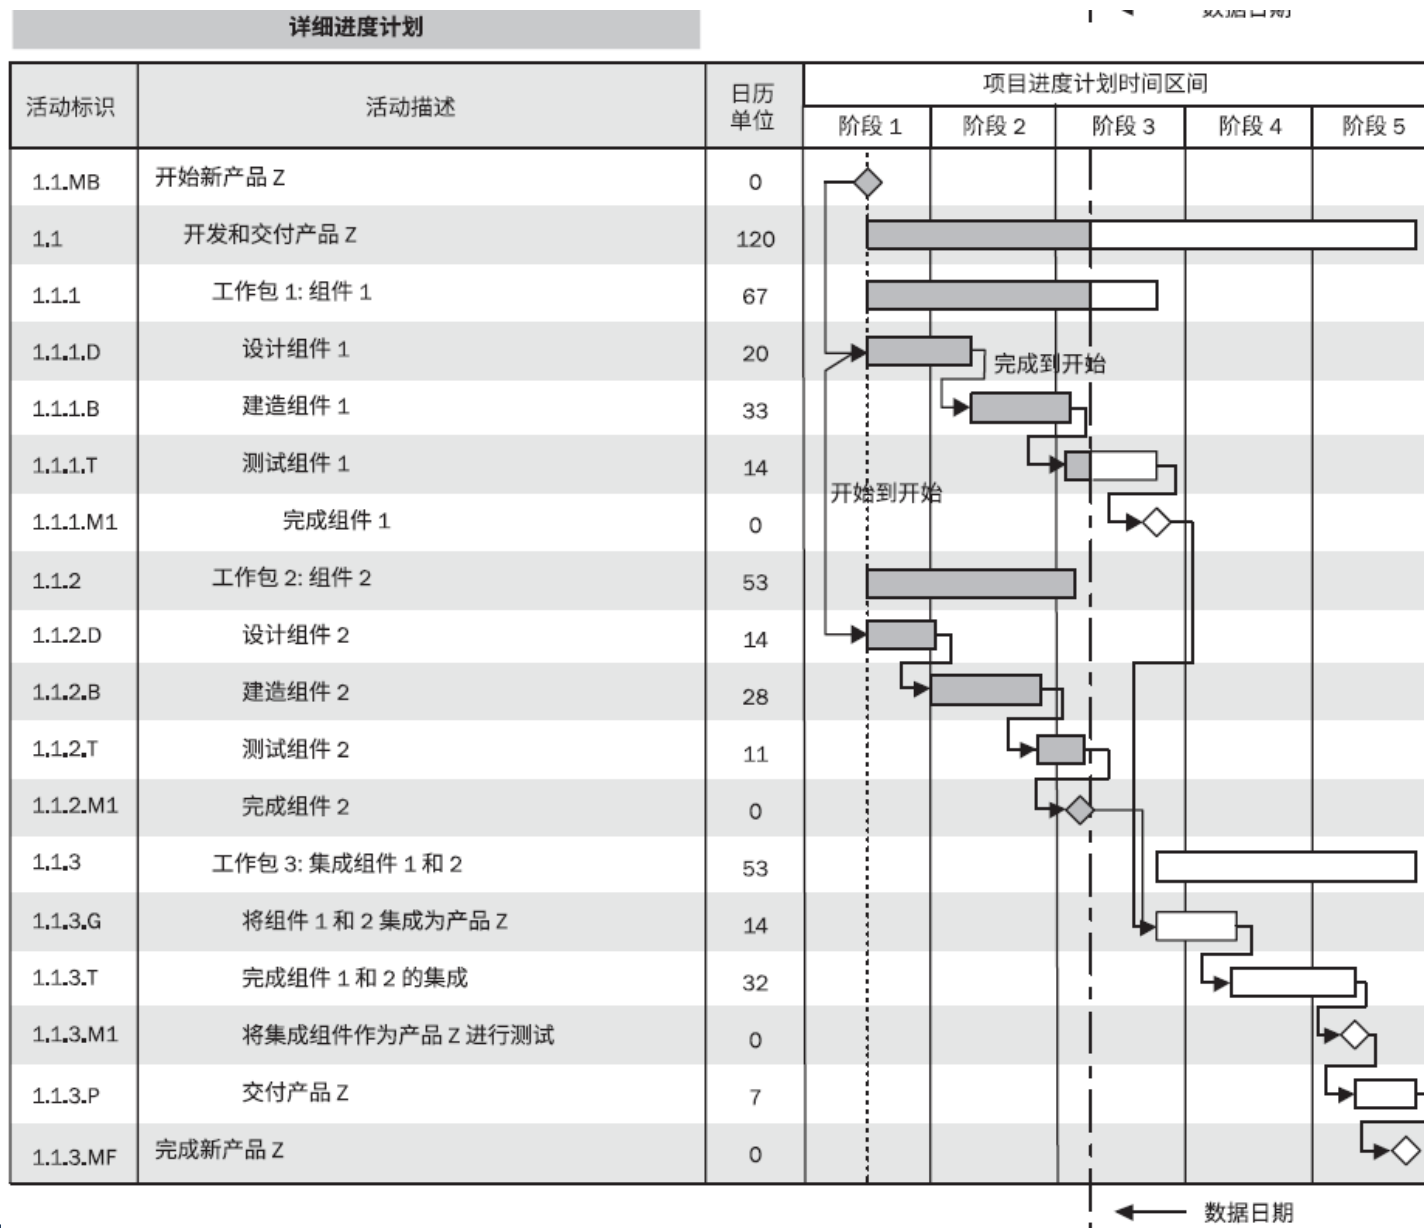 详细进度计划
数据日期
活动标识 活动描述 日历单位 项目进度计划时间区间
阶段 1 阶段 2 阶段 3 阶段 4 阶段 5
1.1.MB 开始新产品 Z 0
1.1 开发和交付产品 Z 120
1.1.1 工作包 1: 组件 1 67
1.1.1.D 设计组件 1 20
完成到开始
1.1.1.B 建造组件 1 33
1.1.1.T 测试组件 1 14
开始到开始
1.1.1.M1 完成组件 1 0
1.1.2 工作包 2: 组件 2 53
1.1.2.D 设计组件 2 14
1.1.2.B 建造组件 2 28
1.1.2.T 测试组件 2 11
1.1.2.M1 完成组件 2 0
1.1.3 工作包 3: 集成组件 1 和 2 53
1.1.3.G 将组件 1 和 2 集成为产品 Z 14
1.1.3.T 完成组件 1 和 2 的集成 32
1.1.3.M1 将集成组件作为产品 Z 进行测试 0
1.1.3.P 交付产品 Z 7
1.1.3.MF 完成新产品 Z 0
数据日期